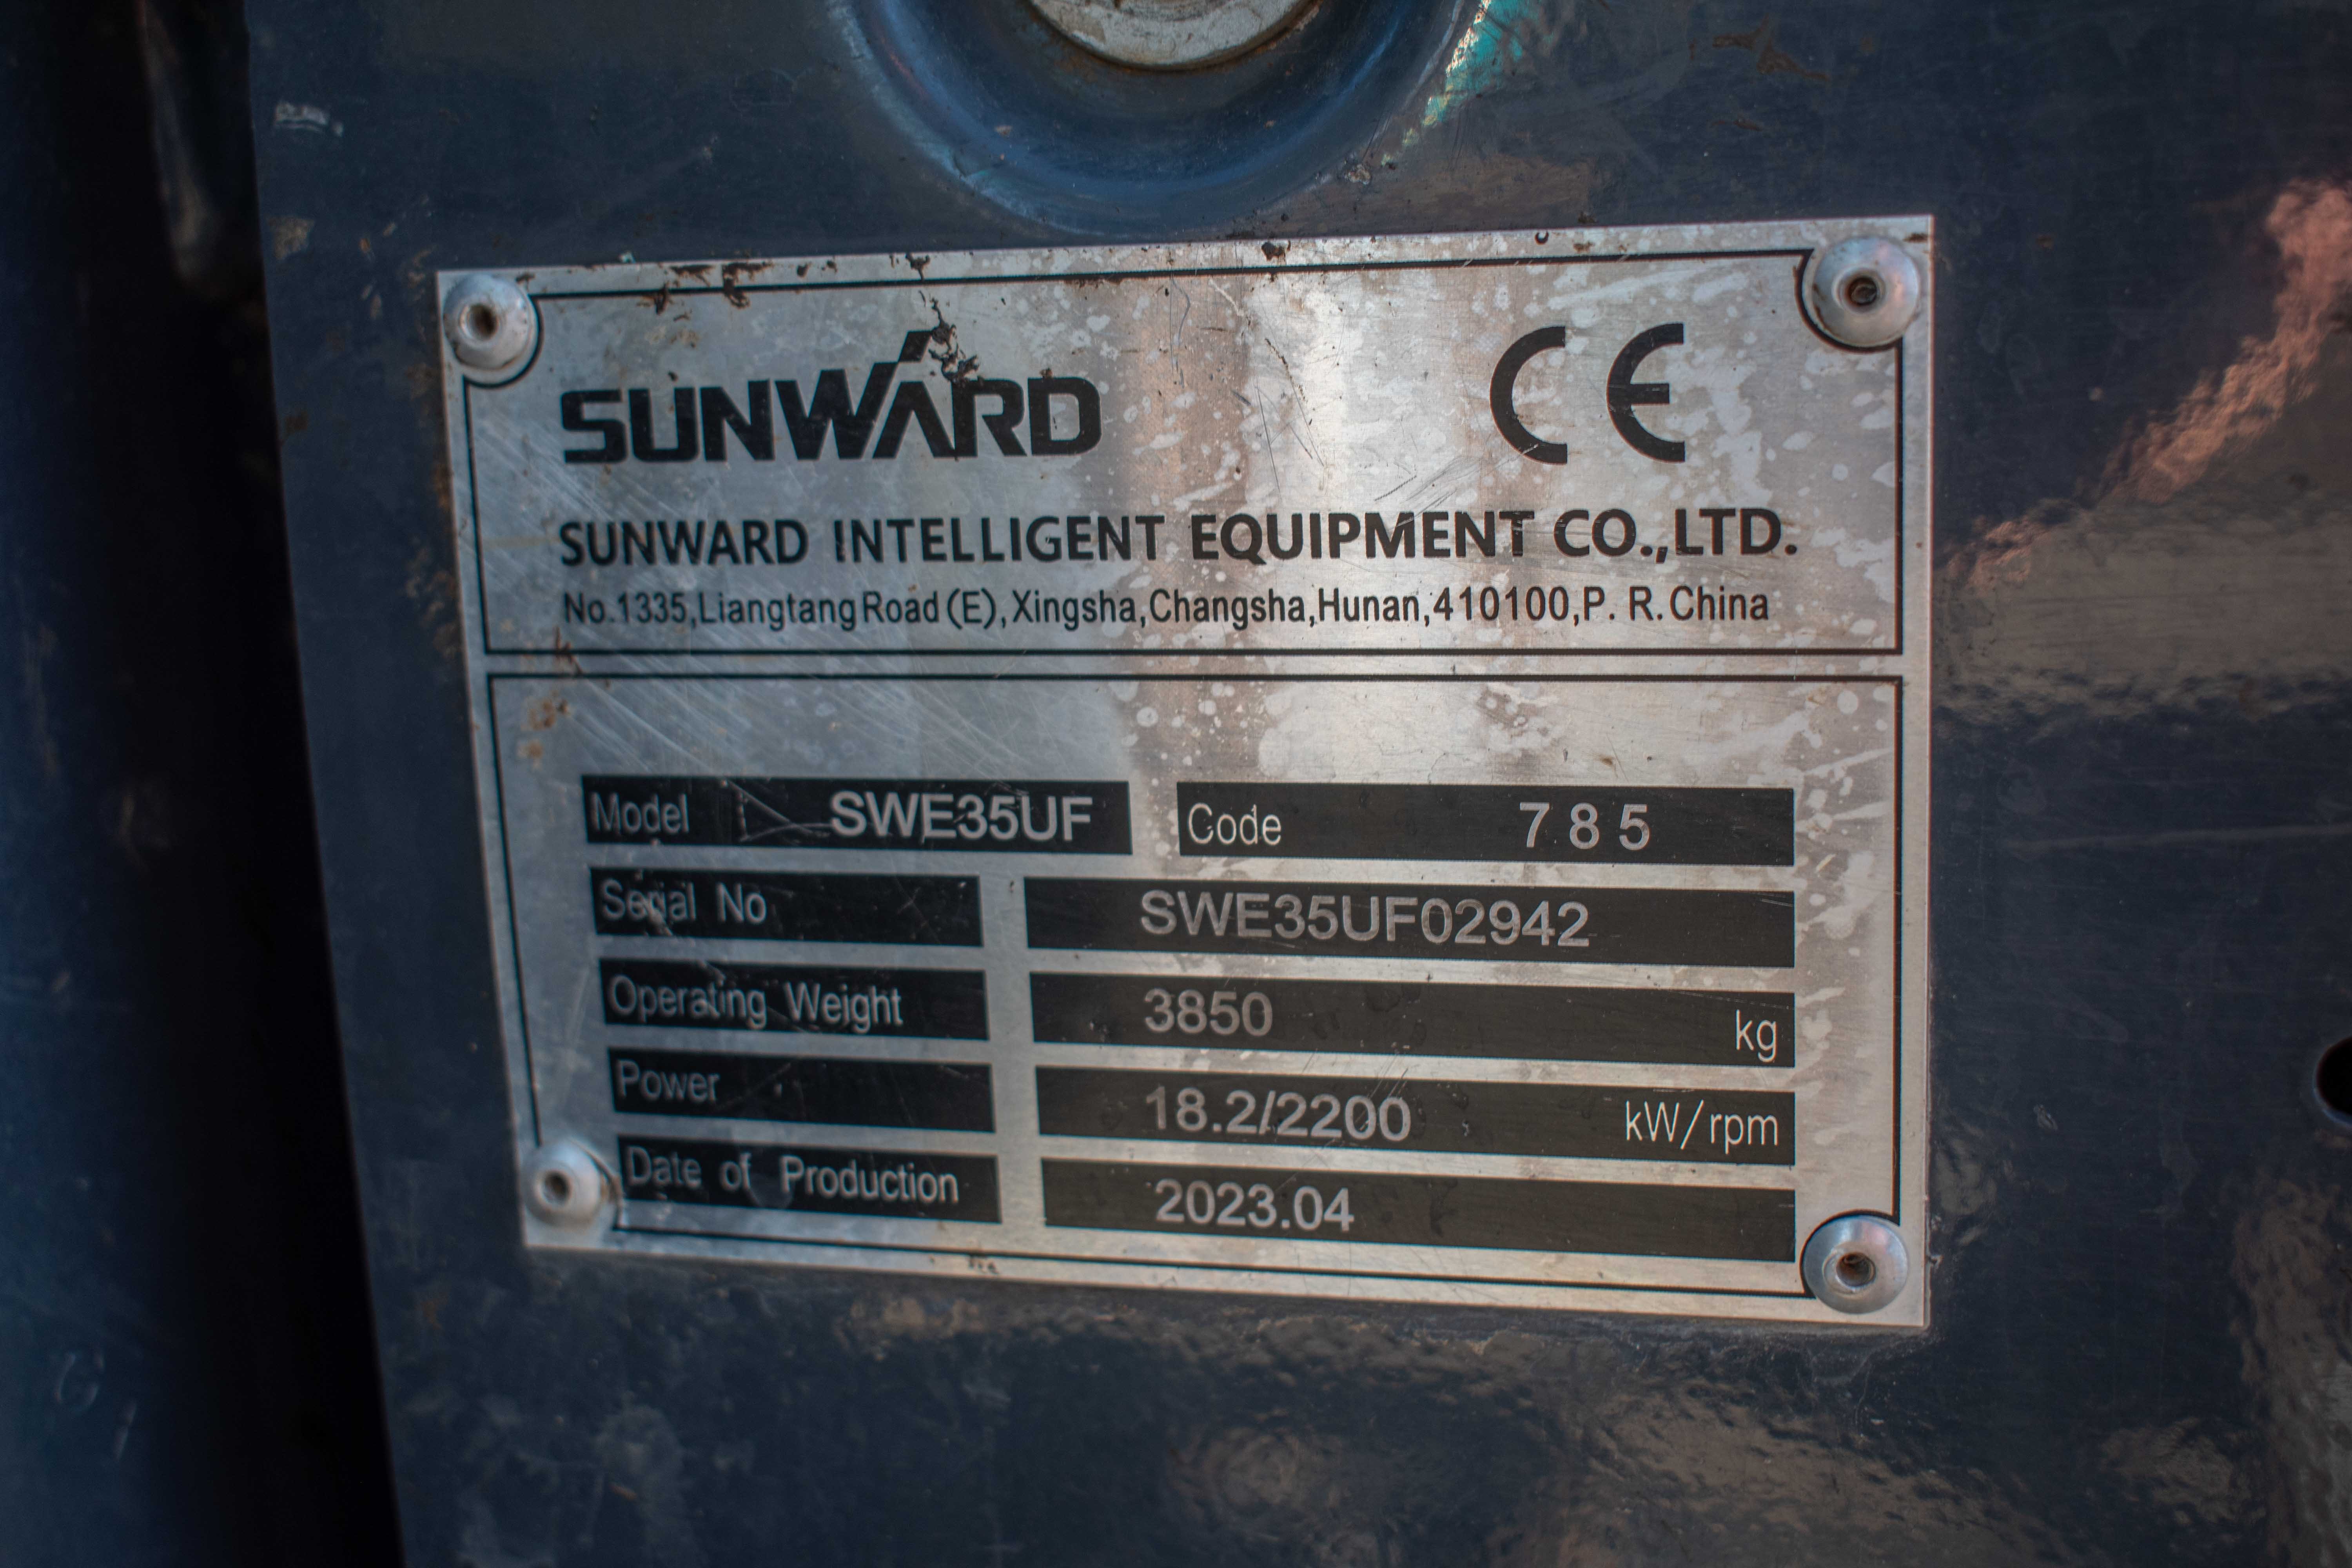 SUNWARD CE
SUNWARD INTELLIGENT EQUIPMENT CO.,LTD.
No.1335,Liangtang Road (E),Xingsha,Changsha,Hunan,410100,P. R. China
Model SWE35UF Code 785
Serial No SWE35UF02942
Operating Weight 3850 kg
Power 18.2/2200 kW/rpm
Date of Production 2023.04